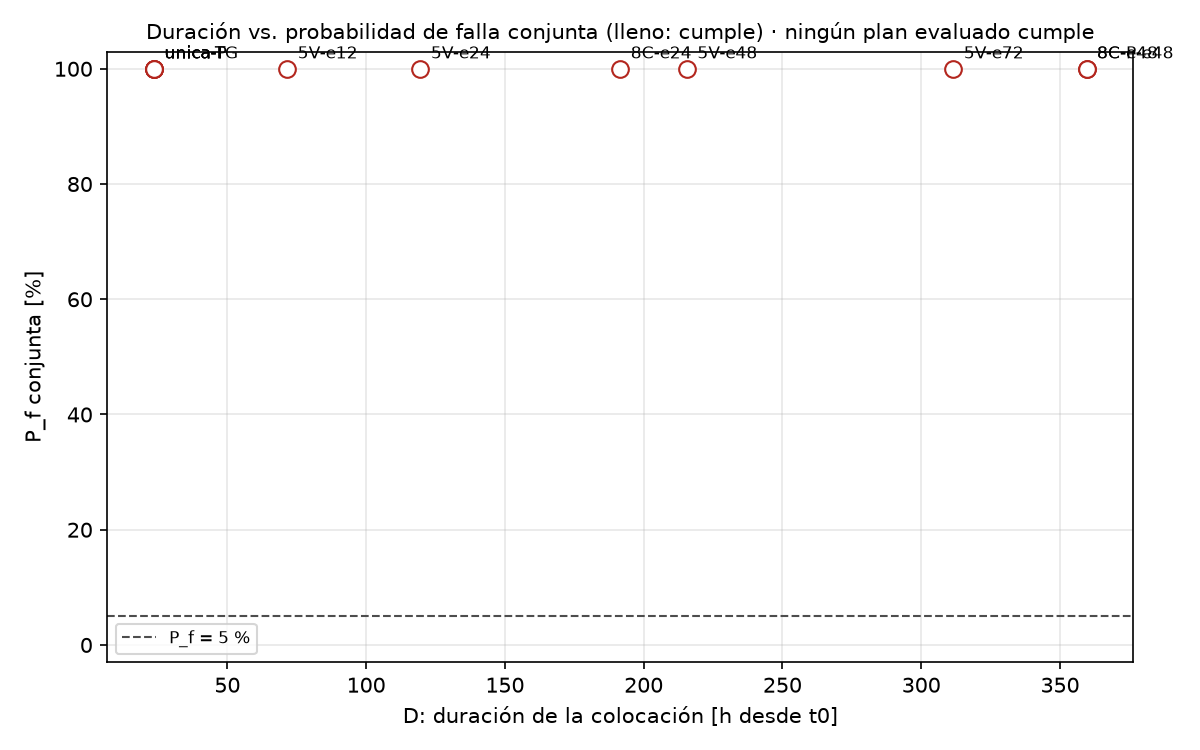 Duración vs. probabilidad de falla conjunta (lleno: cumple) · ningún plan evaluado cumple
5V-e12
5V-e24
8C-e24
5V-e48
5V-e72
100
80
60
40
20
0
P_f conjunta [%]
P_f = 5 %
50
100
150
200
250
300
350
D: duración de la colocación [h desde t0]